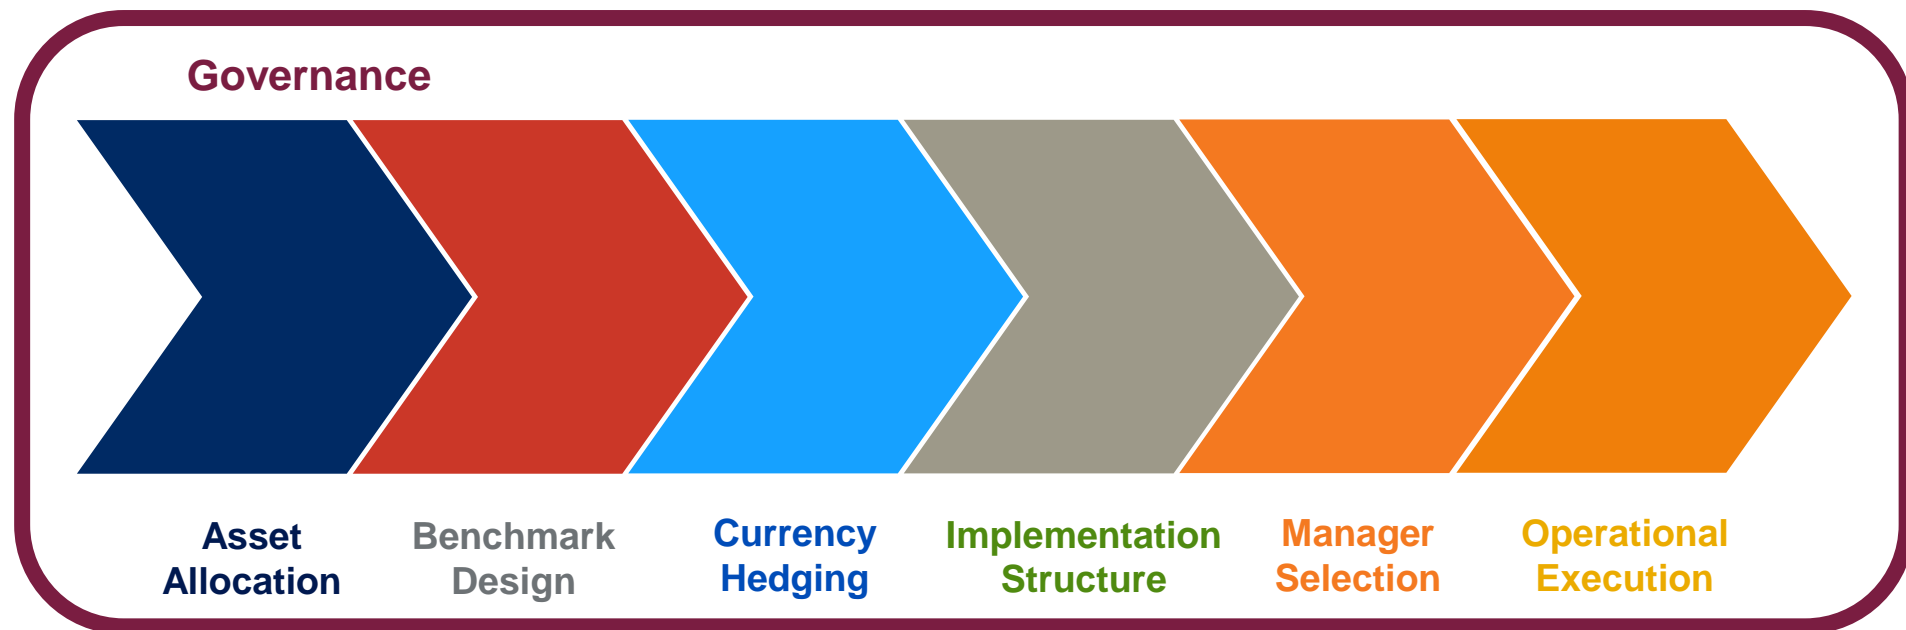 Governance
Asset
Allocation
Benchmark
Design
Currency
Hedging
Implementation
Structure
Manager
Selection
Operational
Execution